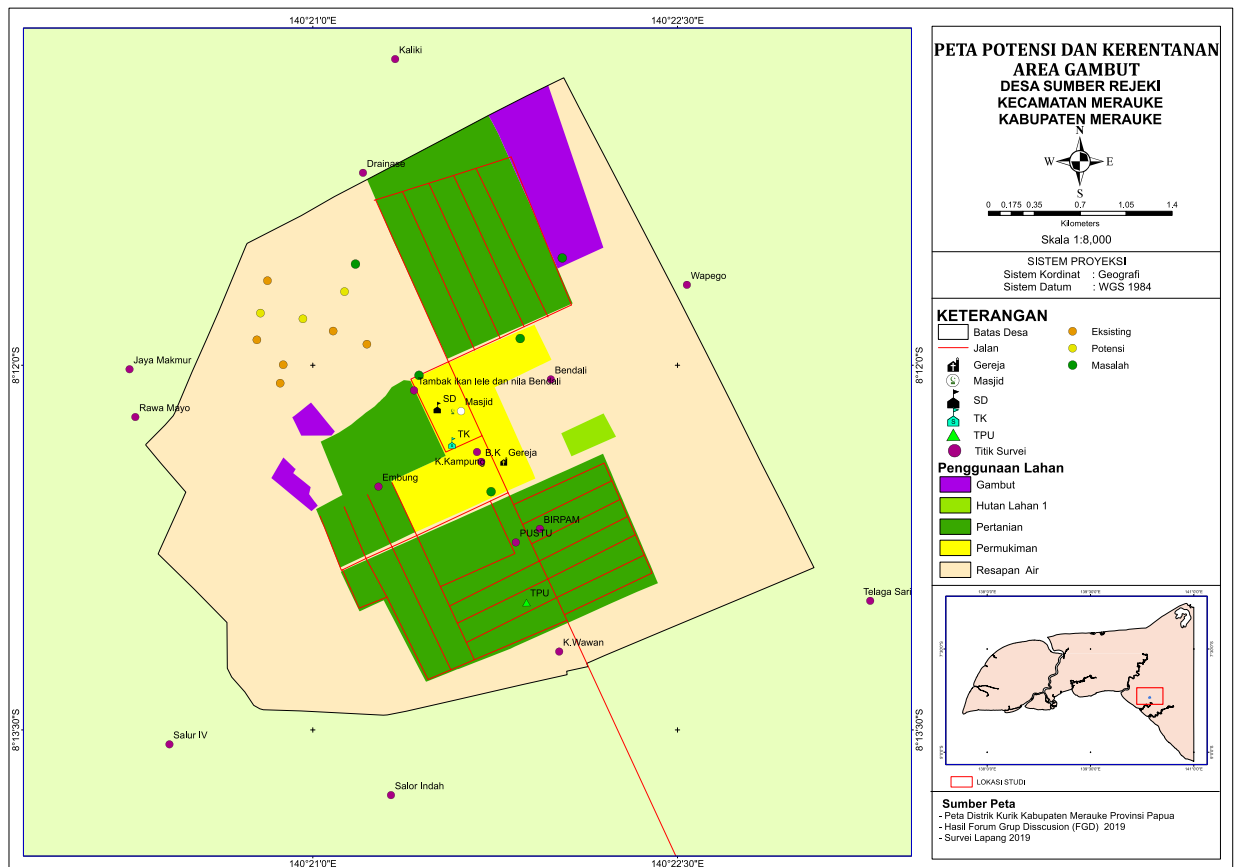 140°21'0"E
140°22'30"E
Kaliki
Drainase
Wapego
Jaya Makmur
8°12'0"S
8°12'0"S
Bendali
Tambak ikan lele dan nila Bendali
Rawa Mayo
SD
Masjid
TK
B.K
Gereja
K.Kampung
Embung
BIRPAM
PUSTU
TPU
Telaga Sari
K.Wawan
8°13'30"S
8°13'30"S
Salur IV
Salor Indah
140°21'0"E
140°22'30"E
PETA POTENSI DAN KERENTANAN
AREA GAMBUT
DESA SUMBER REJEKI
KECAMATAN MERAUKE
KABUPATEN MERAUKE
N
W
E
S
0 0,175 0,35 0,7 1,05 1,4
Kilometers
Skala 1:8,000
SISTEM PROYEKSI
Sistem Kordinat : Geografi
Sistem Datum : WGS 1984
KETERANGAN
Batas Desa
Jalan
Gereja
Masjid
SD
TK
TPU
Titik Survei
Eksisting
Potensi
Masalah
Penggunaan Lahan
Gambut
Hutan Lahan 1
Pertanian
Permukiman
Resapan Air
LOKASI STUDI
Sumber Peta
- Peta Distrik Kurik Kabupaten Merauke Provinsi Papua
- Hasil Forum Grup Disscusion (FGD) 2019
- Survei Lapang 2019